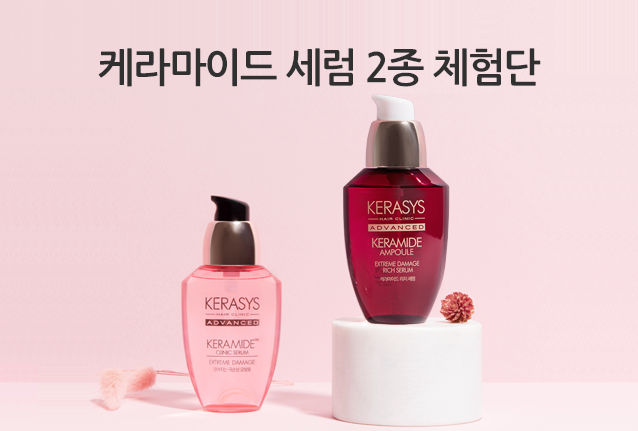 케라마이드 세럼 2종 체험단
KERASYS
HAIR CLINIC
ADVANCED
KERAMIDE
AMPOULE
EXTREME DAMAGE
RICH SERUM
KERASYS
HAIR CLINIC
ADVANCED
KERAMIDE
CLINIC SERUM
EXTREME DAMAGE